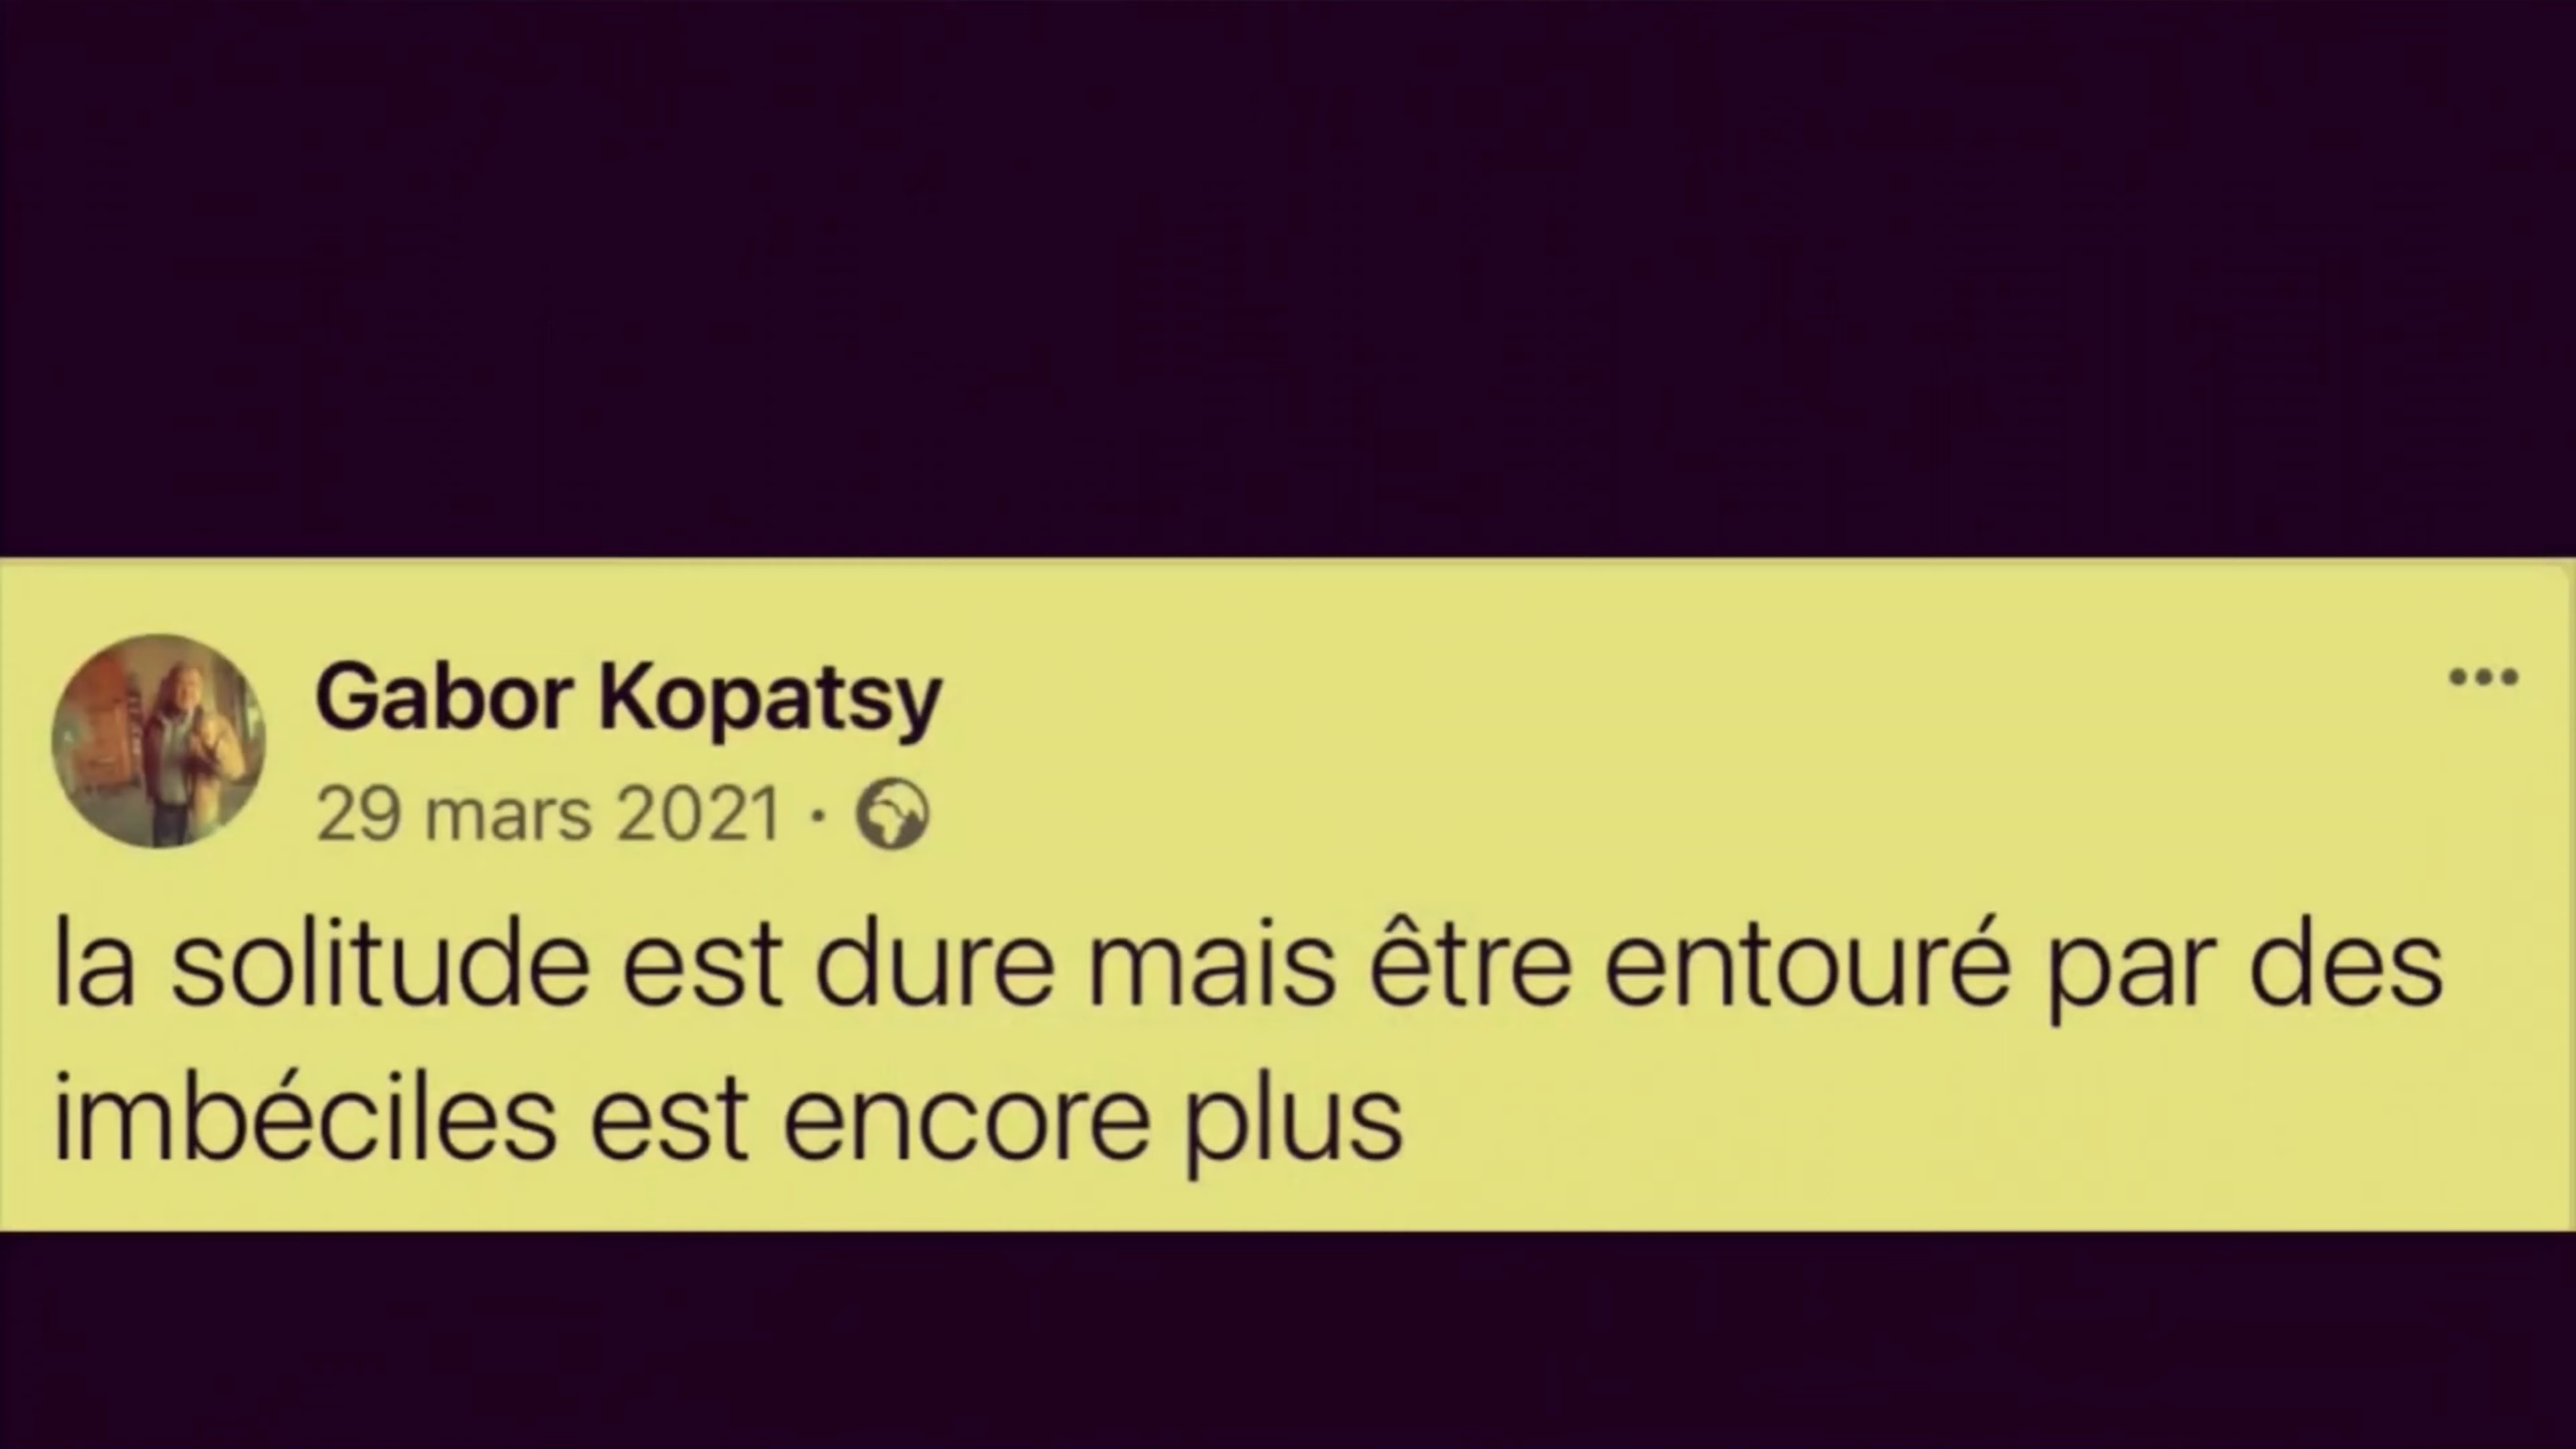 Gabor Kopatsy
29 mars 2021 ·
la solitude est dure mais être entouré par des
imbéciles est encore plus